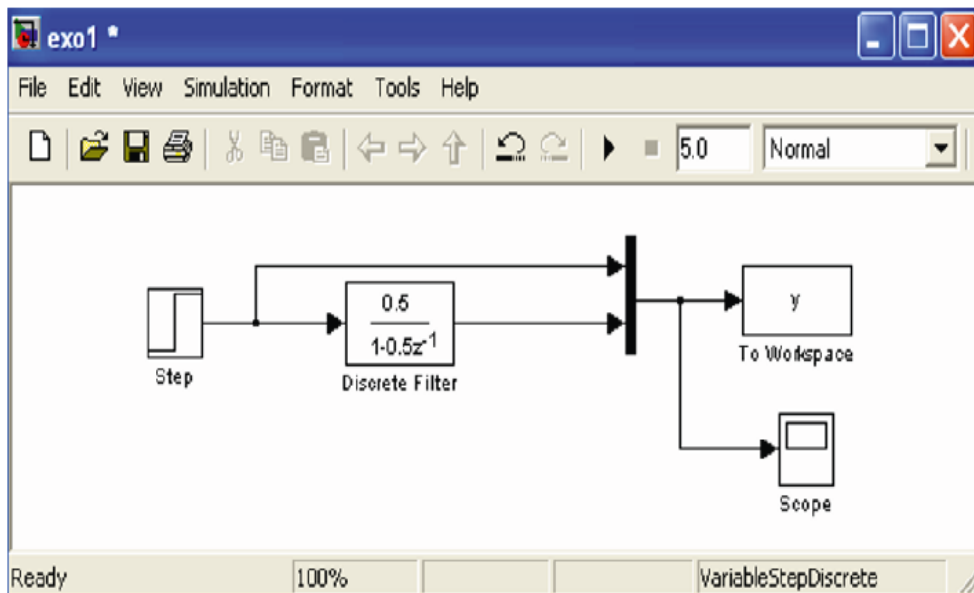 exo1 *
File Edit View Simulation Format Tools Help
5.0 Normal
0.5
1-0.5z-1
y
Step
Discrete Filter
To Workspace
Scope
Ready 100% VariableStepDiscrete